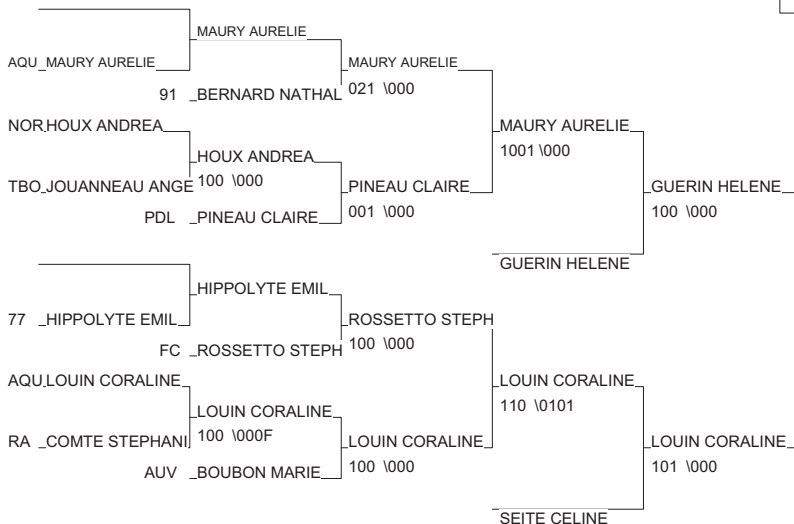 MAURY AURELIE
AQU MAURY AURELIE
MAURY AURELIE
91 BERNARD NATHAL
021 \000
NOR HOUX ANDREA
MAURY AURELIE
1001 \000
HOUX ANDREA
100 \000
TBO JOUANNEAU ANGE
PINEAU CLAIRE
001 \000
GUERIN HELENE
100 \000
PDL PINEAU CLAIRE
GUERIN HELENE
HIPPOLYTE EMIL
77 HIPPOLYTE EMIL
ROSSETTO STEPH
100 \000
FC ROSSETTO STEPH
AQU LOUIN CORALINE
LOUIN CORALINE
110 \0101
LOUIN CORALINE
100 \000F
RA COMTE STEPHANI
LOUIN CORALINE
100 \000
LOUIN CORALINE
101 \000
AUV BOUBON MARIE
SEITE CELINE